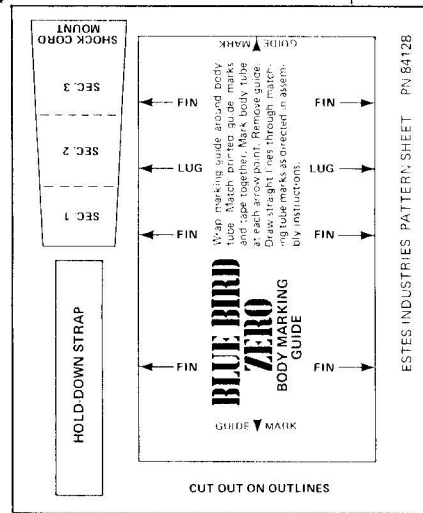 SHOCK CORD
MOUNT
SEC. 3
SEC. 2
SEC. 1
HOLD-DOWN STRAP
GUIDE MARK
FIN
LUG
FIN
FIN
Wrap marking guide around body
tube. Match printed guide marks
and tape together. Mark body tube
at each arrow point. Remove guide.
Draw straight lines through match-
ing tube marks as directed in assem-
bly instructions.
BLUE BIRD
ZERO
BODY MARKING
GUIDE
FIN
LUG
FIN
FIN
GUIDE MARK
CUT OUT ON OUTLINES
ESTES INDUSTRIES PATTERN SHEET PN 84128